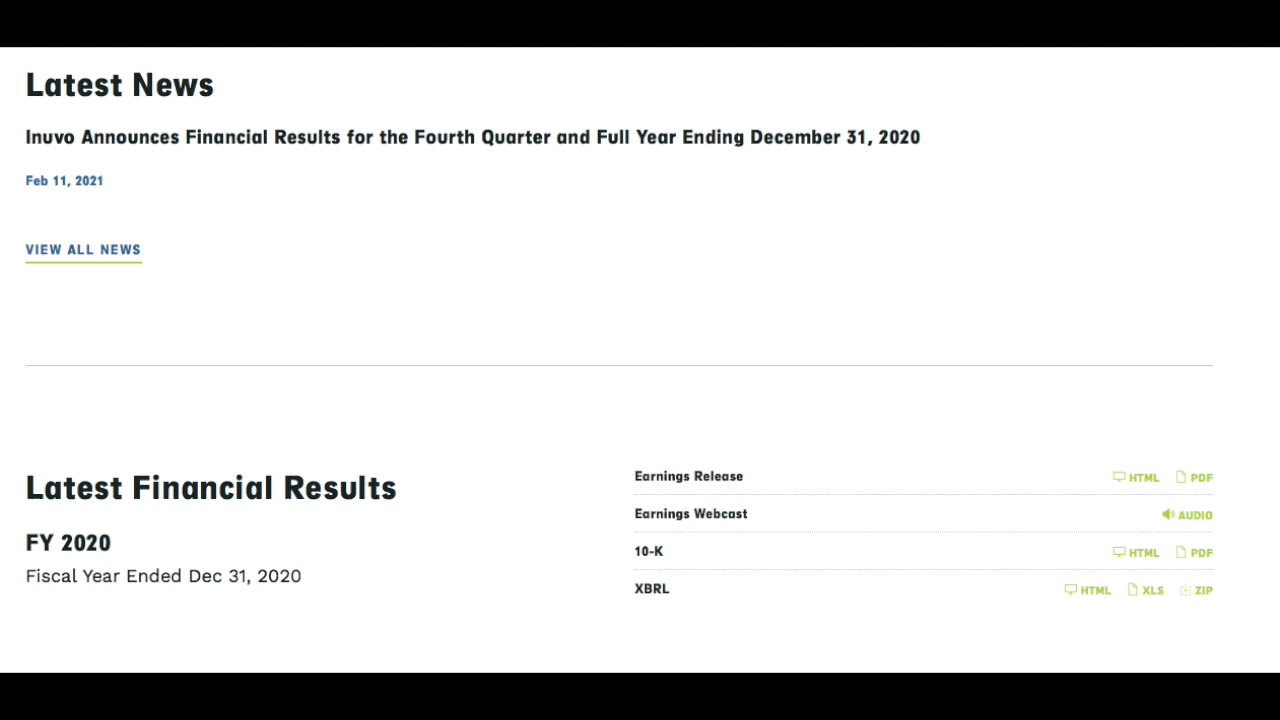 Latest News
Inuvo Announces Financial Results for the Fourth Quarter and Full Year Ending December 31, 2020
Feb 11, 2021
VIEW ALL NEWS
Latest Financial Results
FY 2020
Fiscal Year Ended Dec 31, 2020
Earnings Release HTML PDF
Earnings Webcast AUDIO
10-K HTML PDF
XBRL HTML XLS ZIP